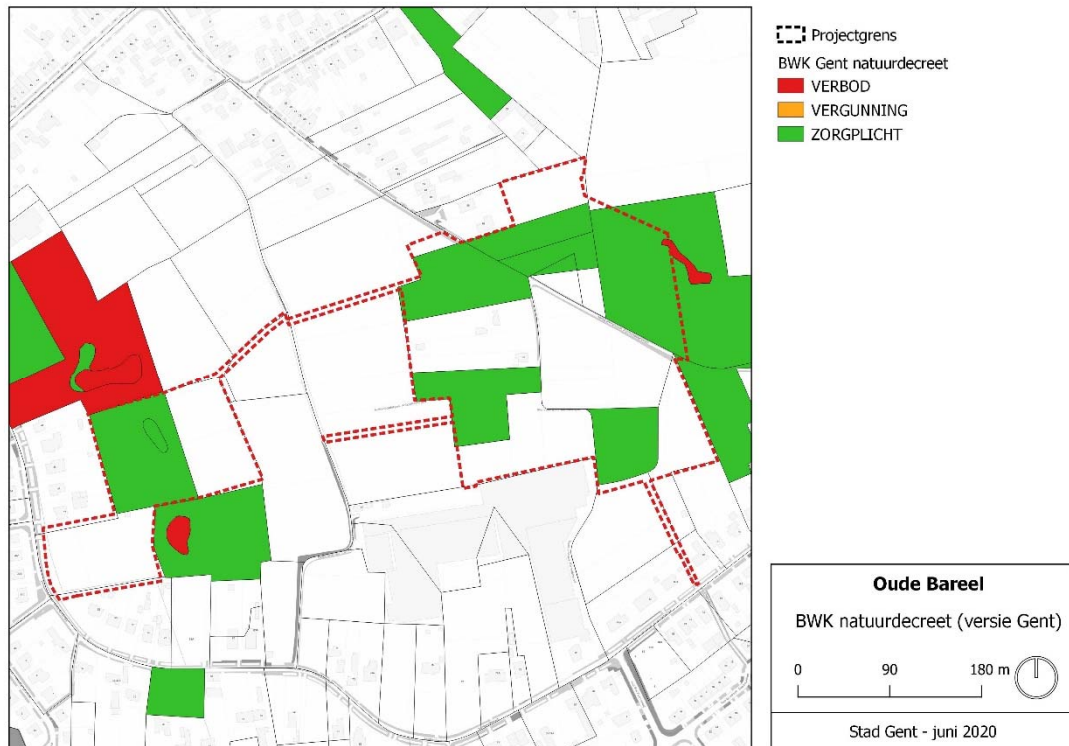 Projectgrens
BWK Gent natuurdecreet
VERBOD
VERGUNNING
ZORGPLICHT
Oude Bareel
BWK natuurdecreet (versie Gent)
0 90 180 m
Stad Gent - juni 2020